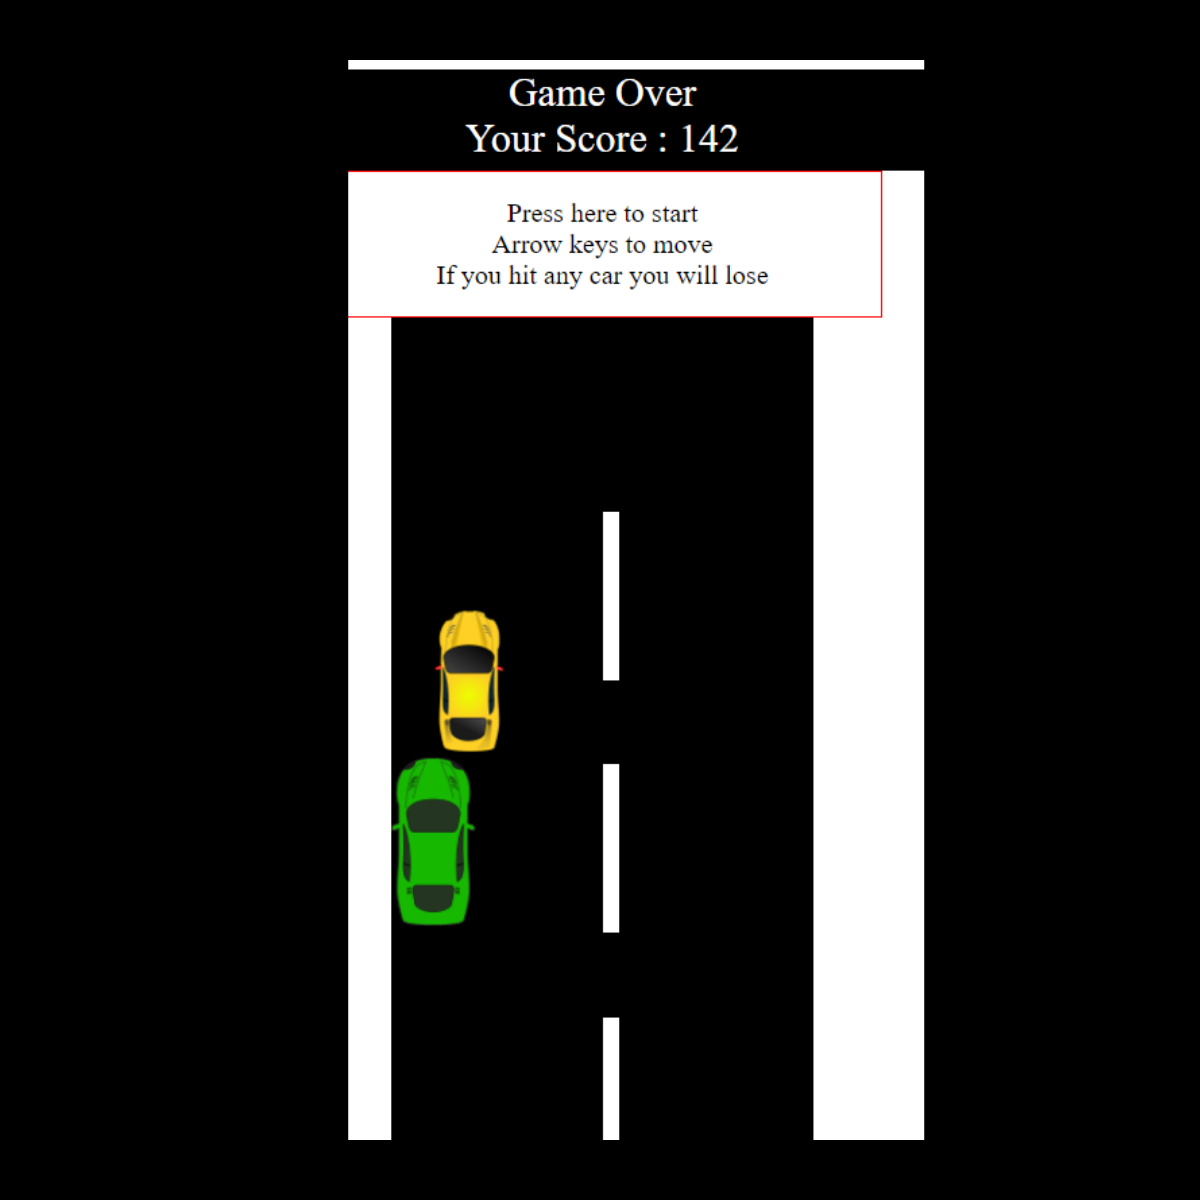 Game Over
Your Score : 142
Press here to start
Arrow keys to move
If you hit any car you will lose